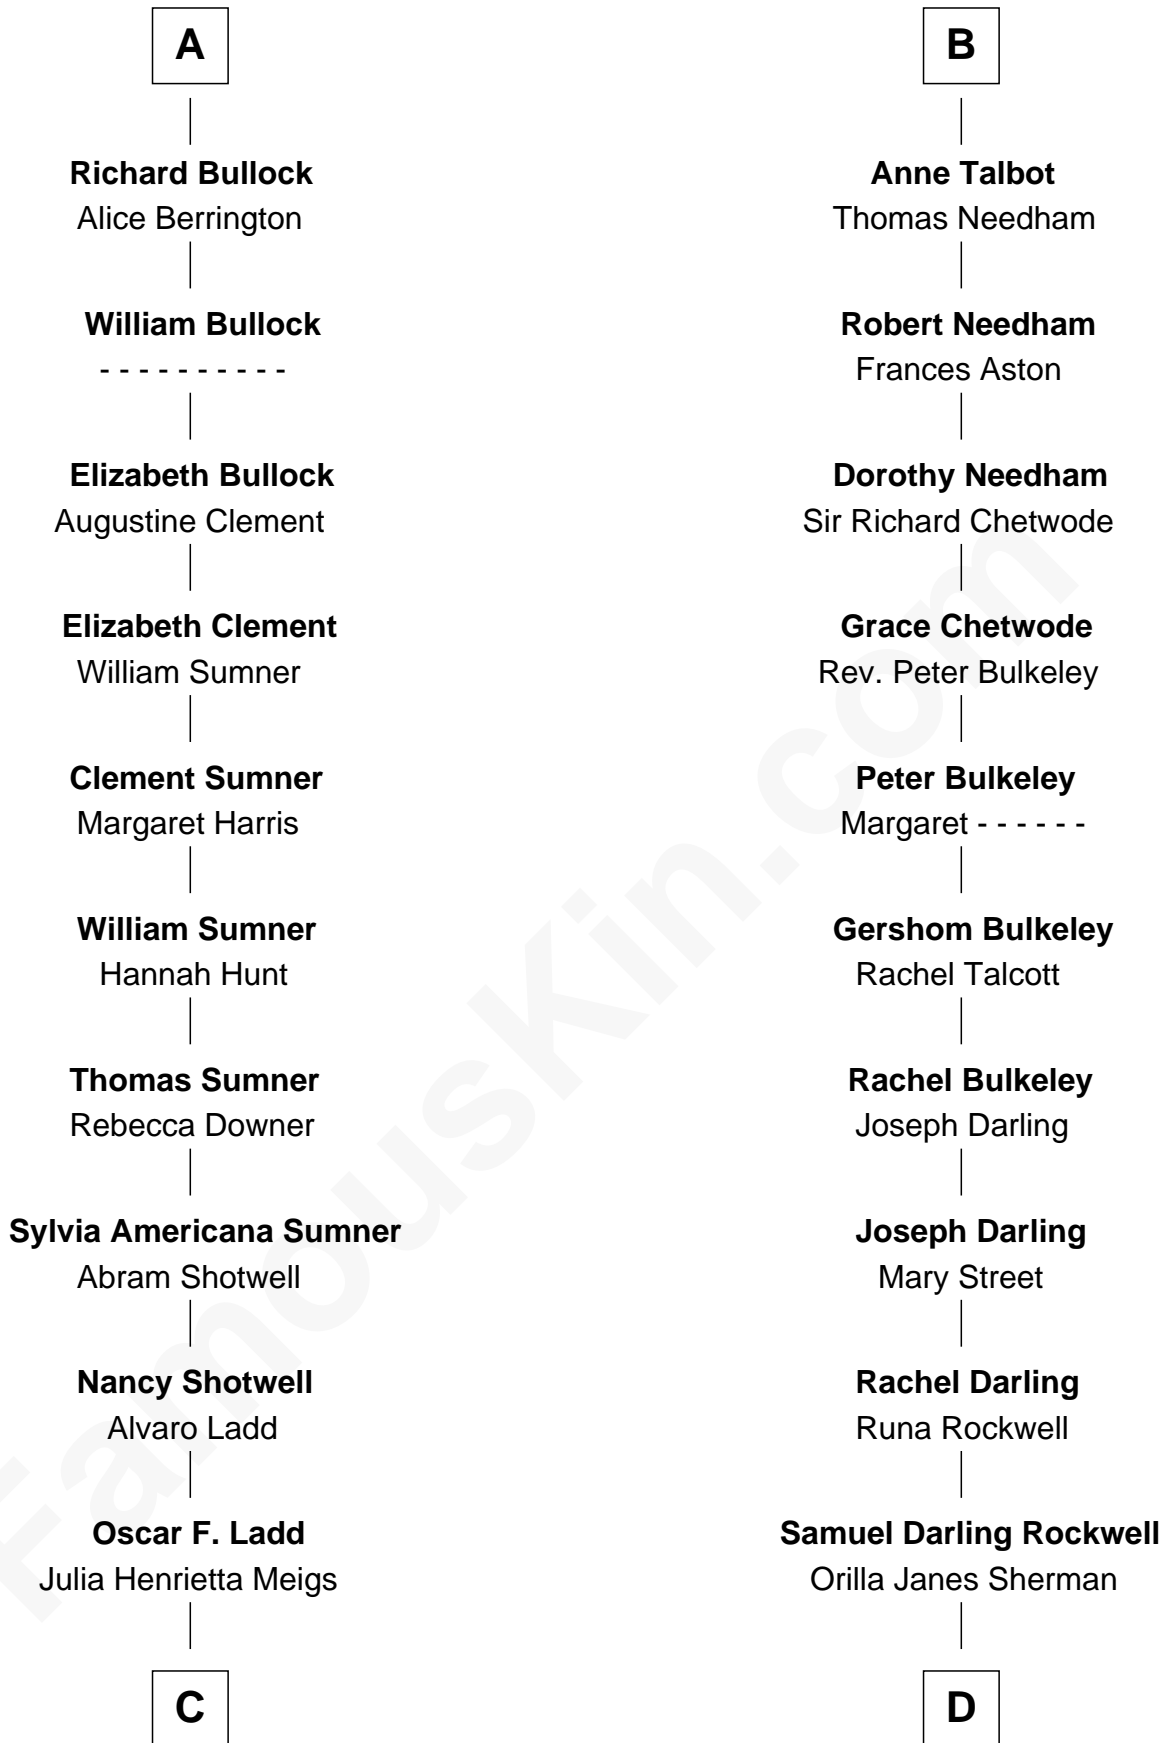 A
Richard Bullock
Alice Berrington
William Bullock
- - - - - - - - - -
Elizabeth Bullock
Augustine Clement
Elizabeth Clement
William Sumner
Clement Sumner
Margaret Harris
William Sumner
Hannah Hunt
Thomas Sumner
Rebecca Downer
Sylvia Americana Sumner
Abram Shotwell
Nancy Shotwell
Alvaro Ladd
Oscar F. Ladd
Julia Henrietta Meigs
C
B
Anne Talbot
Thomas Needham
Robert Needham
Frances Aston
Dorothy Needham
Sir Richard Chetwode
Grace Chetwode
Rev. Peter Bulkeley
Peter Bulkeley
Margaret - - - - - -
Gershom Bulkeley
Rachel Talcott
Rachel Bulkeley
Joseph Darling
Joseph Darling
Mary Street
Rachel Darling
Runa Rockwell
Samuel Darling Rockwell
Orilla Janes Sherman
D
FamousKin.com